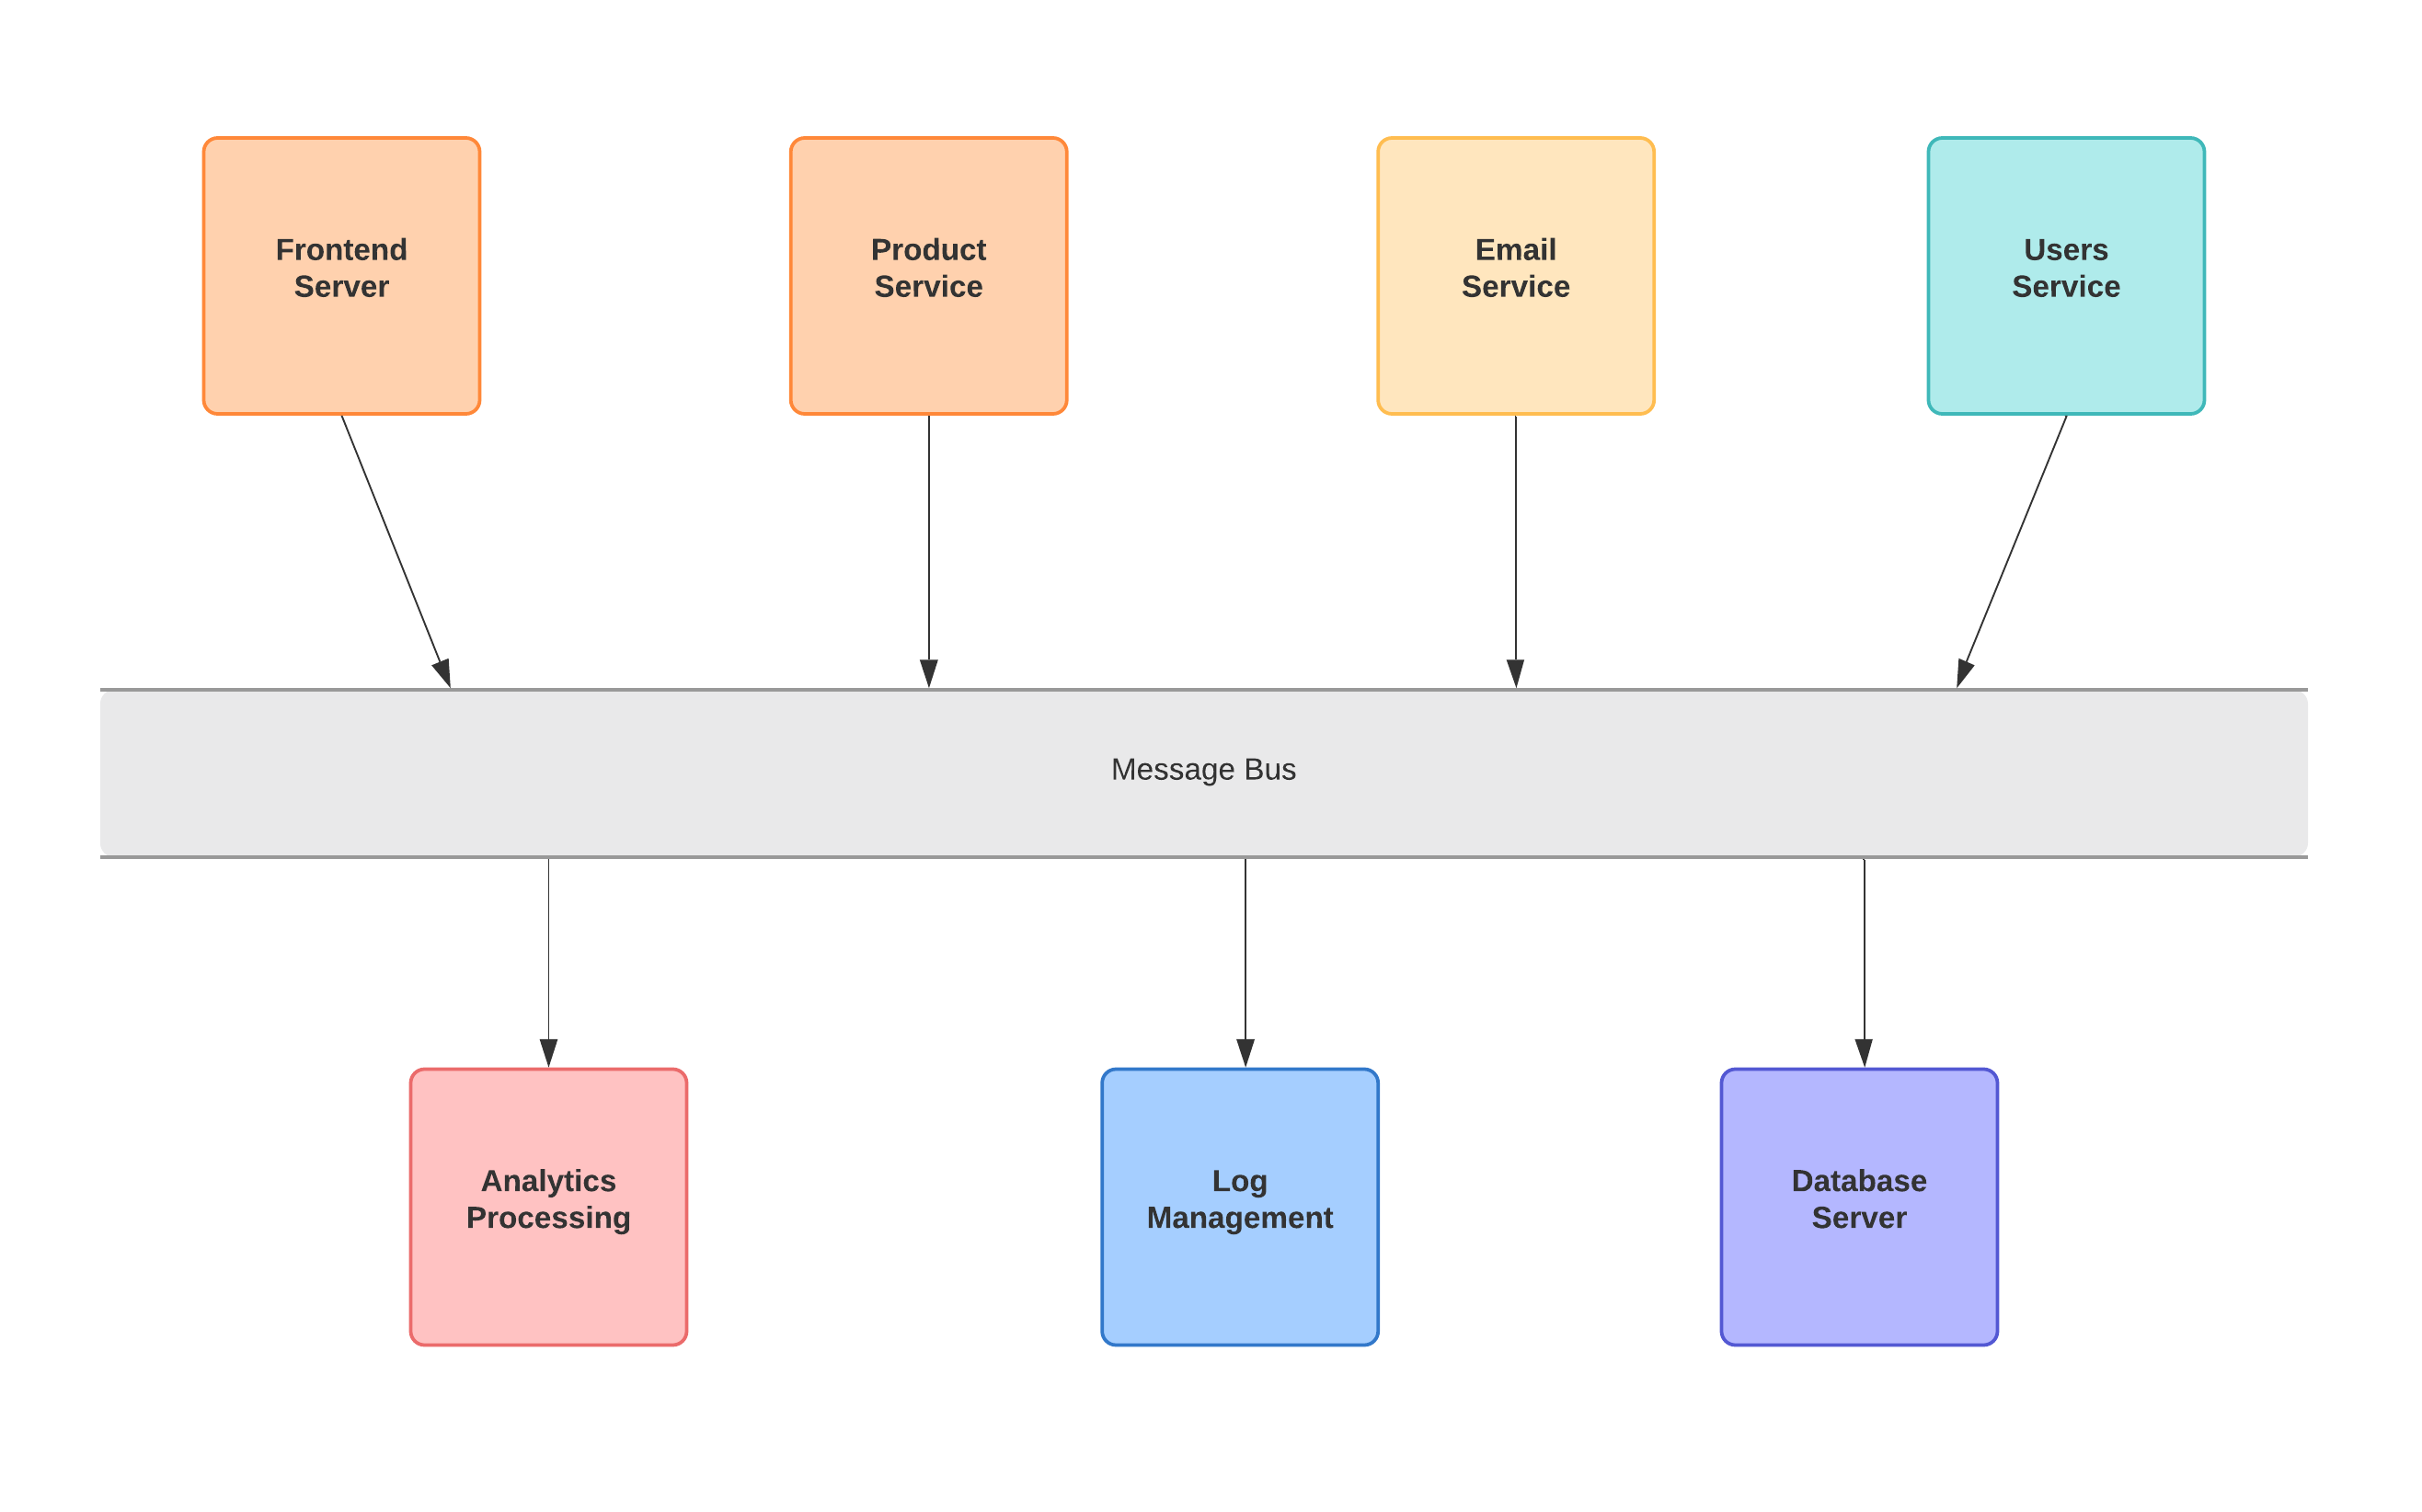 Frontend
Server
Product
Service
Email
Service
Users
Service
Message Bus
Analytics
Processing
Log
Management
Database
Server